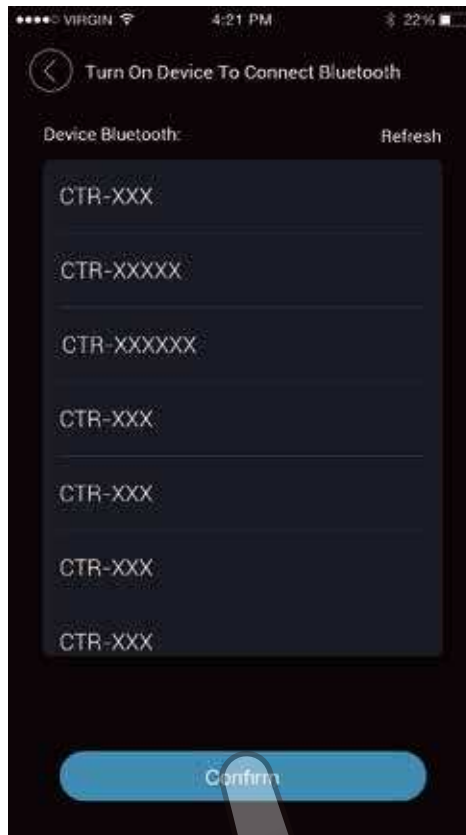 VIRGIN 4:21 PM 22%
Turn On Device To Connect Bluetooth
Device Bluetooth: Refresh
CTR-XXX
CTR-XXXXX
CTR-XXXXXX
CTR-XXX
CTR-XXX
CTR-XXX
CTR-XXX
Confirm